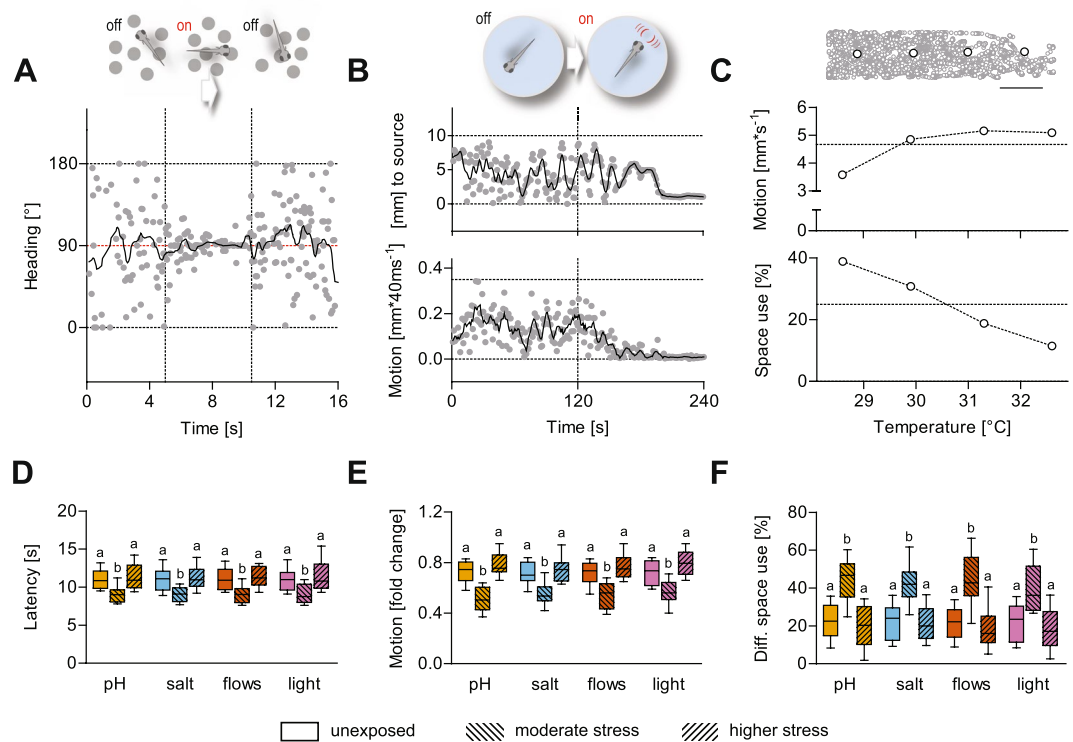 off on off
off on
A
B
C
Heading [°]
180
90
0
0 4 8 12 16
Time [s]
[mm] to source
10
5
0
Motion [mm*40ms-1]
0.4
0.2
0.0
0 120 240
Time [s]
Motion [mm*s-1]
6
5
4
3
0
Space use [%]
40
20
0
29 30 31 32
Temperature [°C]
D
E
F
Latency [s]
20
15
10
5
0
a b a a b a a b a a b a
pH salt flows light
Motion [fold change]
1.2
0.8
0.4
0.0
a b a a b a a b a a b a
pH salt flows light
Diff. space use [%]
80
60
40
20
0
a b a a b a a b a a b a
pH salt flows light
unexposed moderate stress higher stress